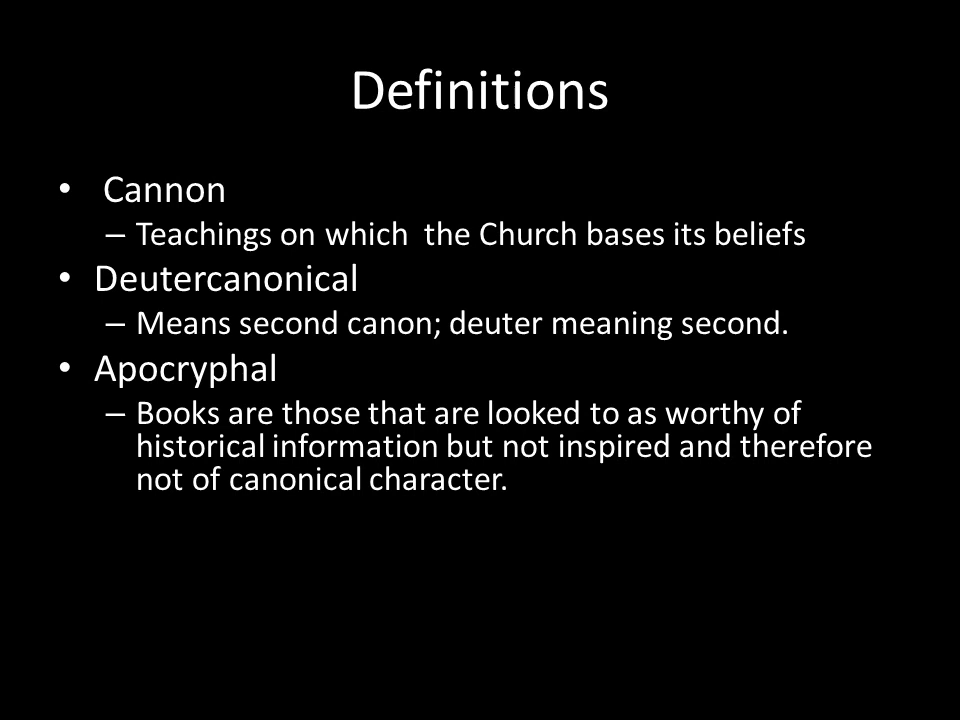 Definitions
• Cannon
– Teachings on which the Church bases its beliefs
• Deutercanonical
– Means second canon; deuter meaning second.
• Apocryphal
– Books are those that are looked to as worthy of
historical information but not inspired and therefore
not of canonical character.